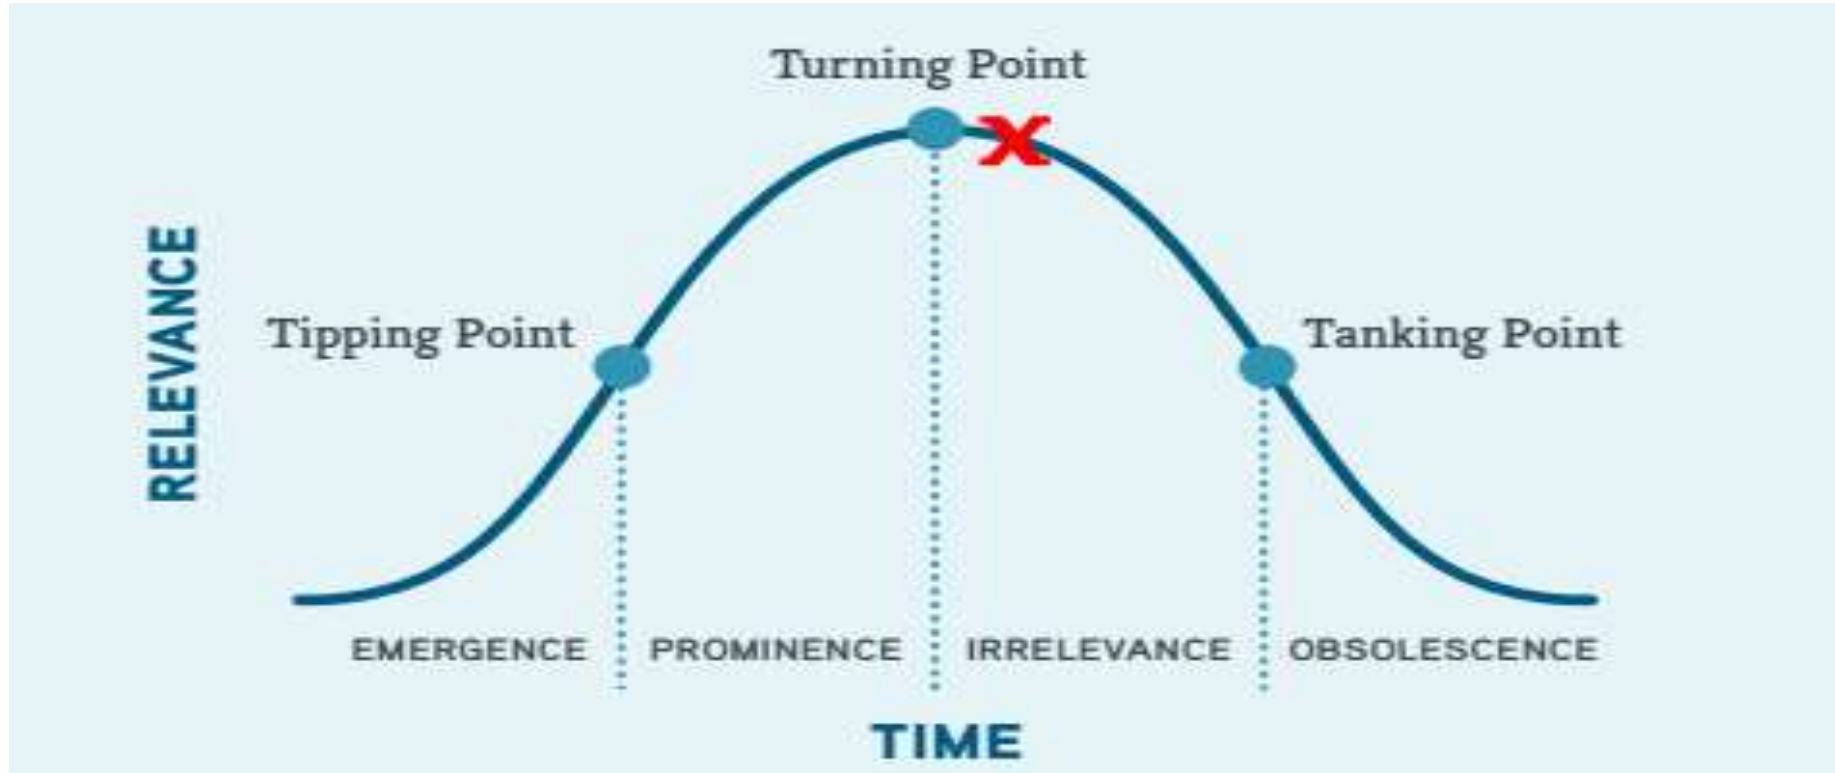 Turning Point
X
RELEVANCE
Tipping Point
Tanking Point
EMERGENCE
PROMINENCE
IRRELEVANCE
OBSOLESCENCE
TIME